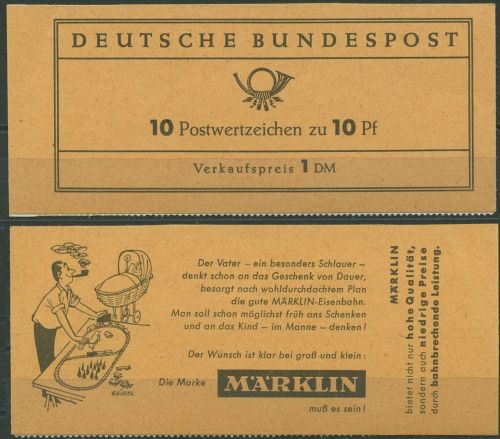 DEUTSCHE BUNDESPOST
10 Postwertzeichen zu 10 Pf
Verkaufspreis 1 DM
Der Vater – ein besonders Schlauer –
denkt schon an das Geschenk von Dauer,
besorgt nach wohldurchdachtem Plan
die gute MÄRKLIN-Eisenbahn.
Man soll schon möglichst früh ans Schenken
und an das Kind – im Manne – denken!
Der Wunsch ist klar bei groß und klein:
Die Marke MÄRKLIN
muß es sein!
MÄRKLIN
bietet nicht nur hohe Qualität,
sondern auch niedrige Preise
durch bahnbrechende Leistung.